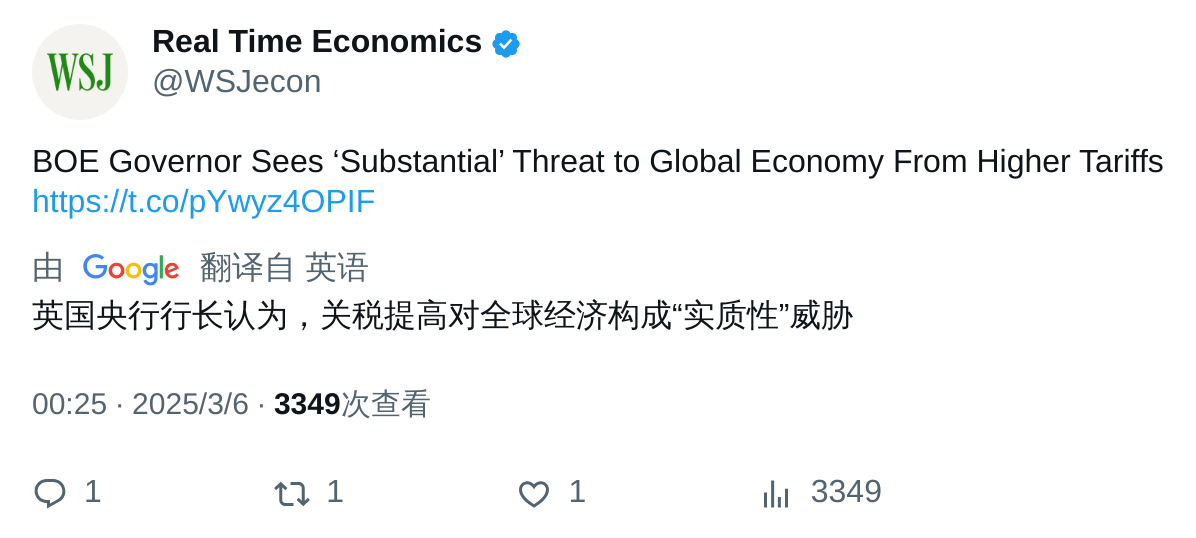 WSJ
Real Time Economics
@WSJecon
BOE Governor Sees ‘Substantial’ Threat to Global Economy From Higher Tariffs
https://t.co/pYwyz4OPIF
由 Google 翻译自 英语
英国央行行长认为，关税提高对全球经济构成“实质性”威胁
00:25 · 2025/3/6 · 3349次查看
1 1 1 3349